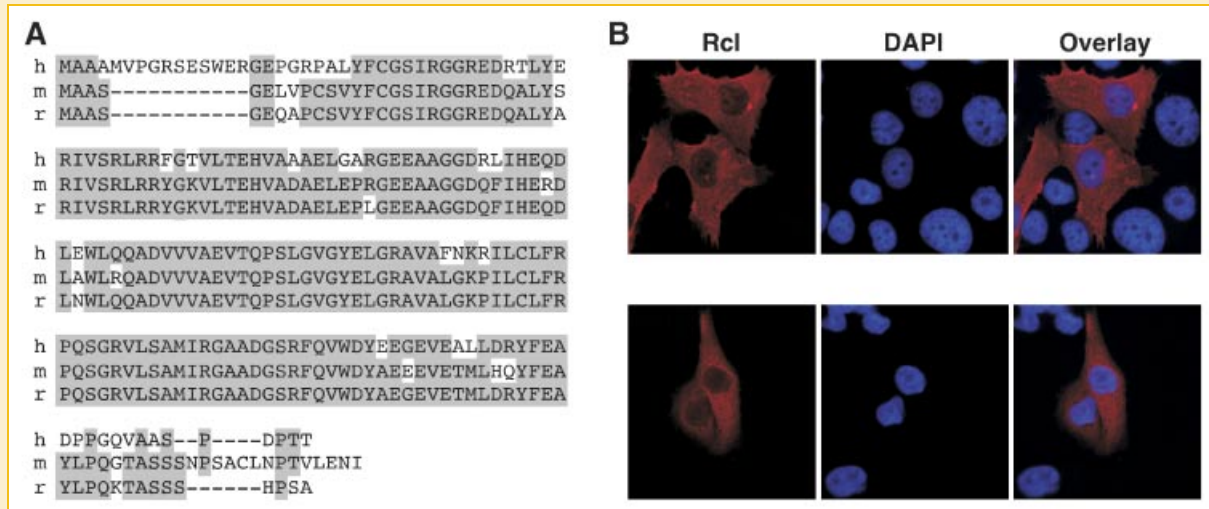 A
h MAAAMVPGRSESWERGEPGRPALYFCGSIRGGREDRTLYE
m MAAS------------GELVPCSVYFCGSIRGGREDQALYS
r MAAS------------GEQAPCSVYFCGSIRGGREDQALYA
h RIVSRLRRFGTVLTEHVAAAELGARGEEAAGGDRLIHEQD
m RIVSRLRRYGKVLTEHVADAELEPRGEEAAGGDQFIHERD
r RIVSRLRRYGKVLTEHVADAELEPLGEEAAGGDQFIHEQD
h LEWLQQADVVVAEVTQPSLGVGYELGRAVAFNKRILCLFR
m LAWLRQADVVVAEVTQPSLGVGYELGRAVALGKPILCLFR
r LNWLQQADVVVAEVTQPSLGVGYELGRAVALGKPILCLFR
h PQSGRVLSAMIRGAADGSRFQVWDYEEGEVEALLDRYFEA
m PQSGRVLSAMIRGAADGSRFQVWDYAEEEVETMLHQYFEA
r PQSGRVLSAMIRGAADGSRFQVWDYAEGEVETMLDRYFEA
h DPPGQVAAS--P----DPTT
m YLPQGTASSSNPSACLNPTVLENI
r YLPQKTASSS------HPSA
B
Rcl DAPI Overlay